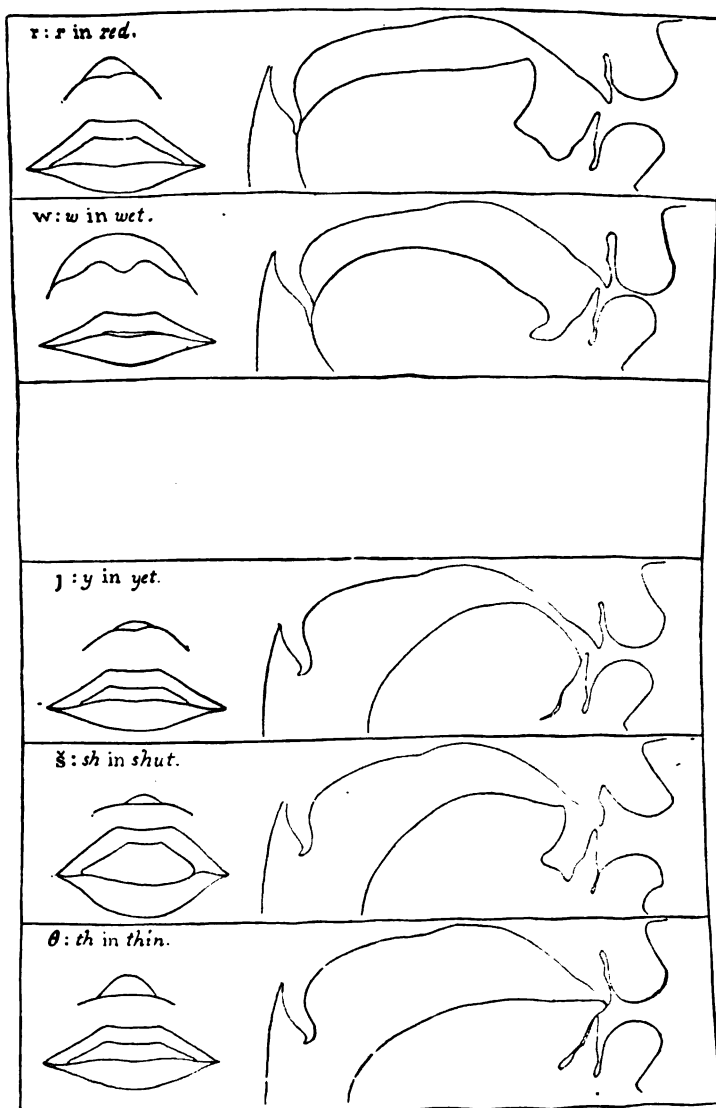 r: r in red.
w: w in wet.
ȷ: y in yet.
š: sh in shut.
θ: th in thin.